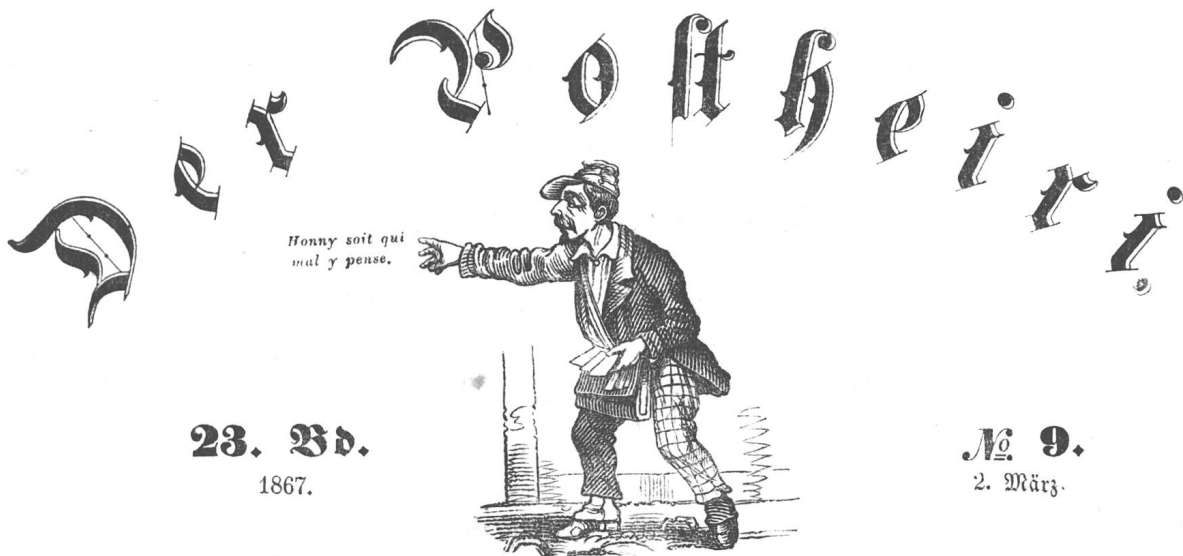 Der Postheiri.
Honny soit qui
mal y pense.
23. Bd.
1867.
No. 9.
2. März.